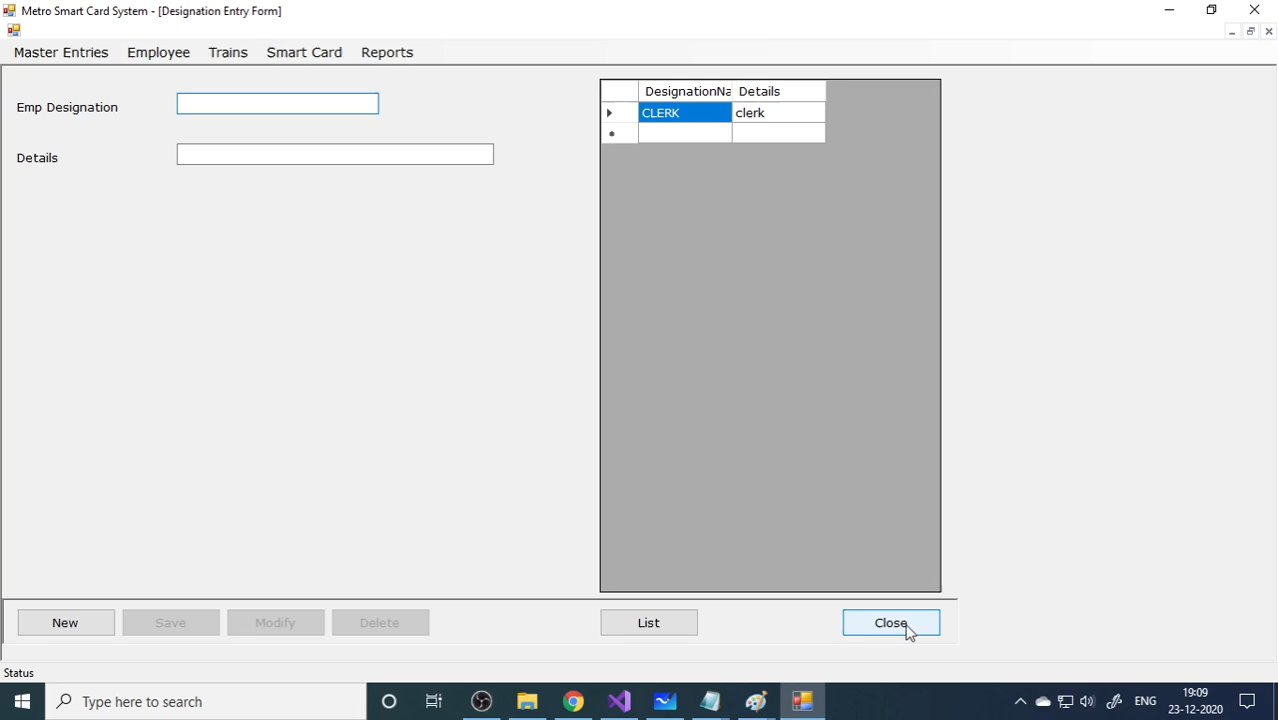 Metro Smart Card System - [Designation Entry Form]
Master Entries Employee Trains Smart Card Reports
DesignationNa Details
Emp Designation
CLERK clerk
Details
New Save Modify Delete List Close
Status
Type here to search
ENG
19:09
23-12-2020